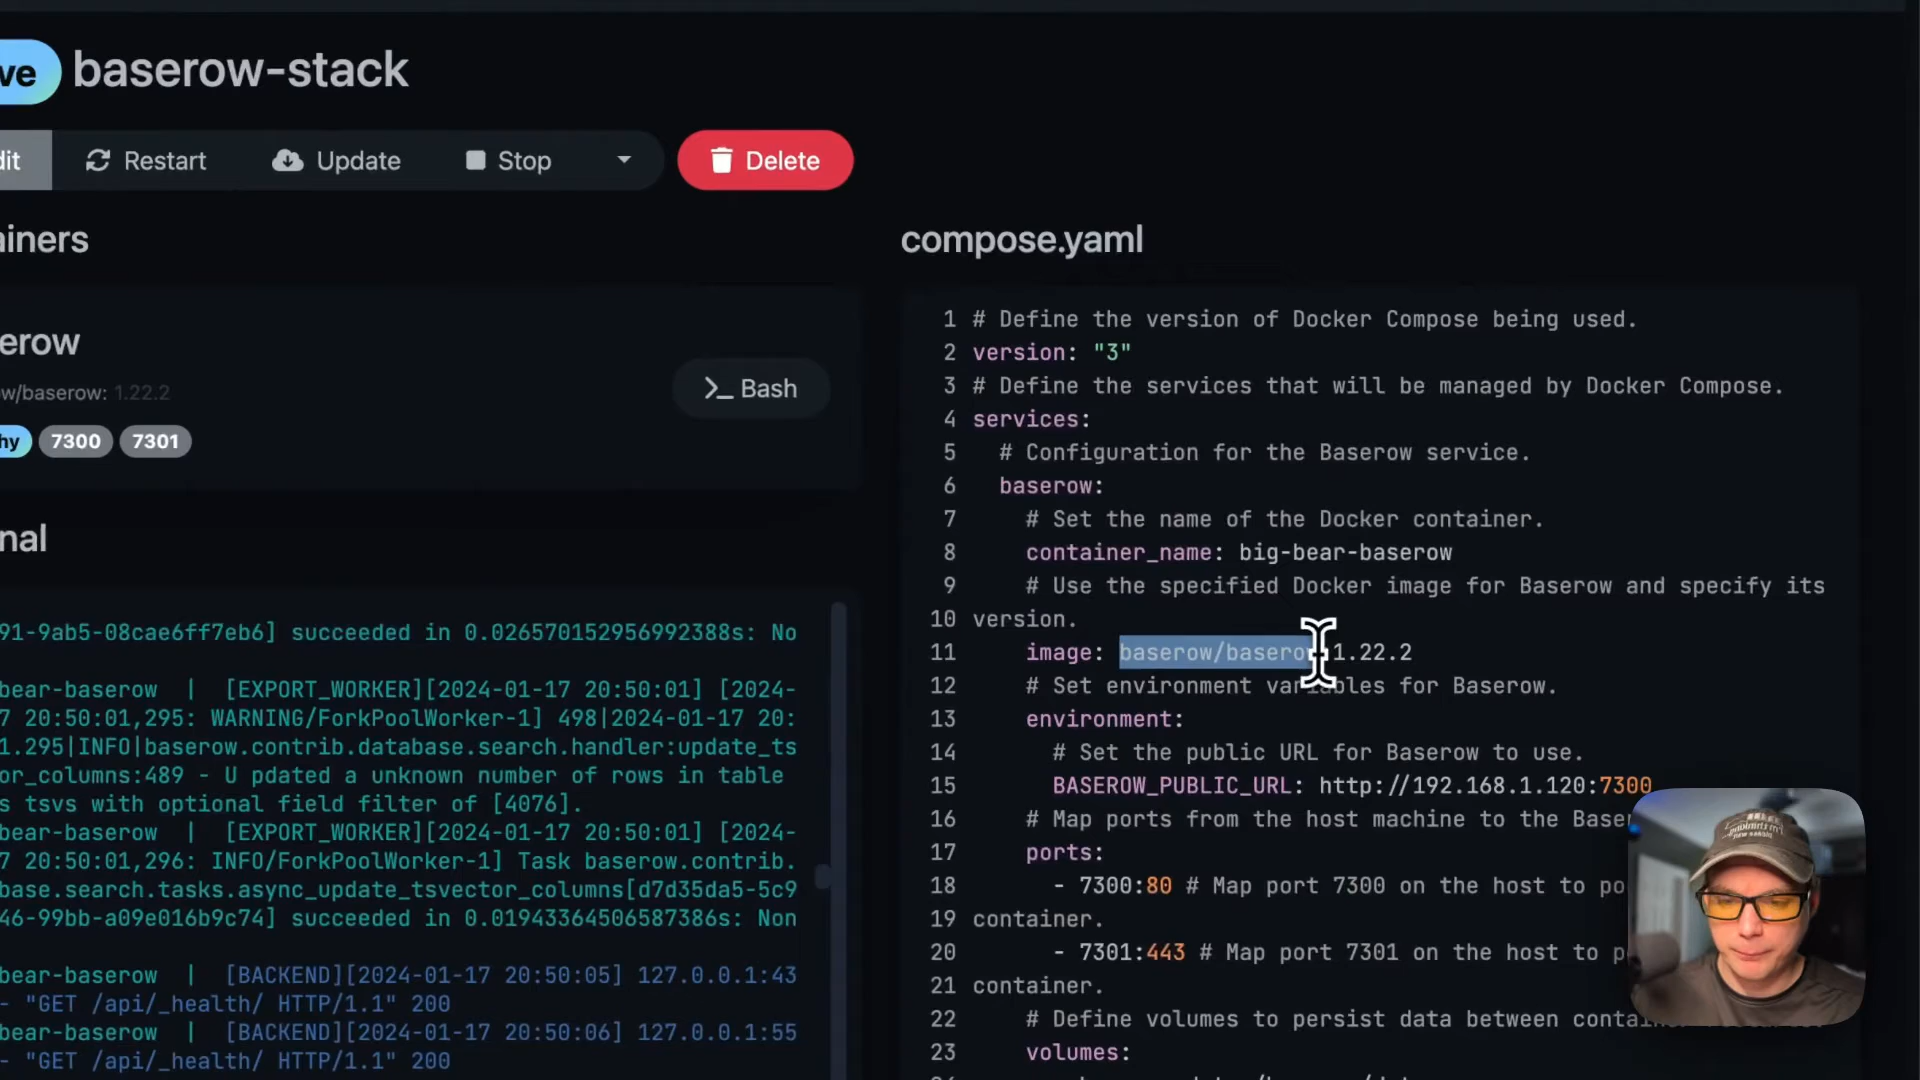 ve baserow-stack
dit Restart Update Stop Delete
ainers
erow
w/baserow: 1.22.2
hy 7300 7301
>_ Bash
nal
91-9ab5-08cae6ff7eb6] succeeded in 0.026570152956992388s: No
bear-baserow | [EXPORT_WORKER][2024-01-17 20:50:01] [2024-
7 20:50:01,295: WARNING/ForkPoolWorker-1] 498|2024-01-17 20:
1.295|INFO|baserow.contrib.database.search.handler:update_ts
or_columns:489 - U pdated a unknown number of rows in table
s tsvs with optional field filter of [4076].
bear-baserow | [EXPORT_WORKER][2024-01-17 20:50:01] [2024-
7 20:50:01,296: INFO/ForkPoolWorker-1] Task baserow.contrib.
base.search.tasks.async_update_tsvector_columns[d7d35da5-5c9
46-99bb-a09e016b9c74] succeeded in 0.01943364506587386s: Non
bear-baserow | [BACKEND][2024-01-17 20:50:05] 127.0.0.1:43
- "GET /api/_health/ HTTP/1.1" 200
bear-baserow | [BACKEND][2024-01-17 20:50:06] 127.0.0.1:55
- "GET /api/_health/ HTTP/1.1" 200
compose.yaml
1 # Define the version of Docker Compose being used.
2 version: "3"
3 # Define the services that will be managed by Docker Compose.
4 services:
5 # Configuration for the Baserow service.
6 baserow:
7 # Set the name of the Docker container.
8 container_name: big-bear-baserow
9 # Use the specified Docker image for Baserow and specify its
10 version.
11 image: baserow/baserow 1.22.2
12 # Set environment variables for Baserow.
13 environment:
14 # Set the public URL for Baserow to use.
15 BASEROW_PUBLIC_URL: http://192.168.1.120:7300
16 # Map ports from the host machine to the Base
17 ports:
18 - 7300:80 # Map port 7300 on the host to po
19 container.
20 - 7301:443 # Map port 7301 on the host to p
21 container.
22 # Define volumes to persist data between conta
23 volumes: